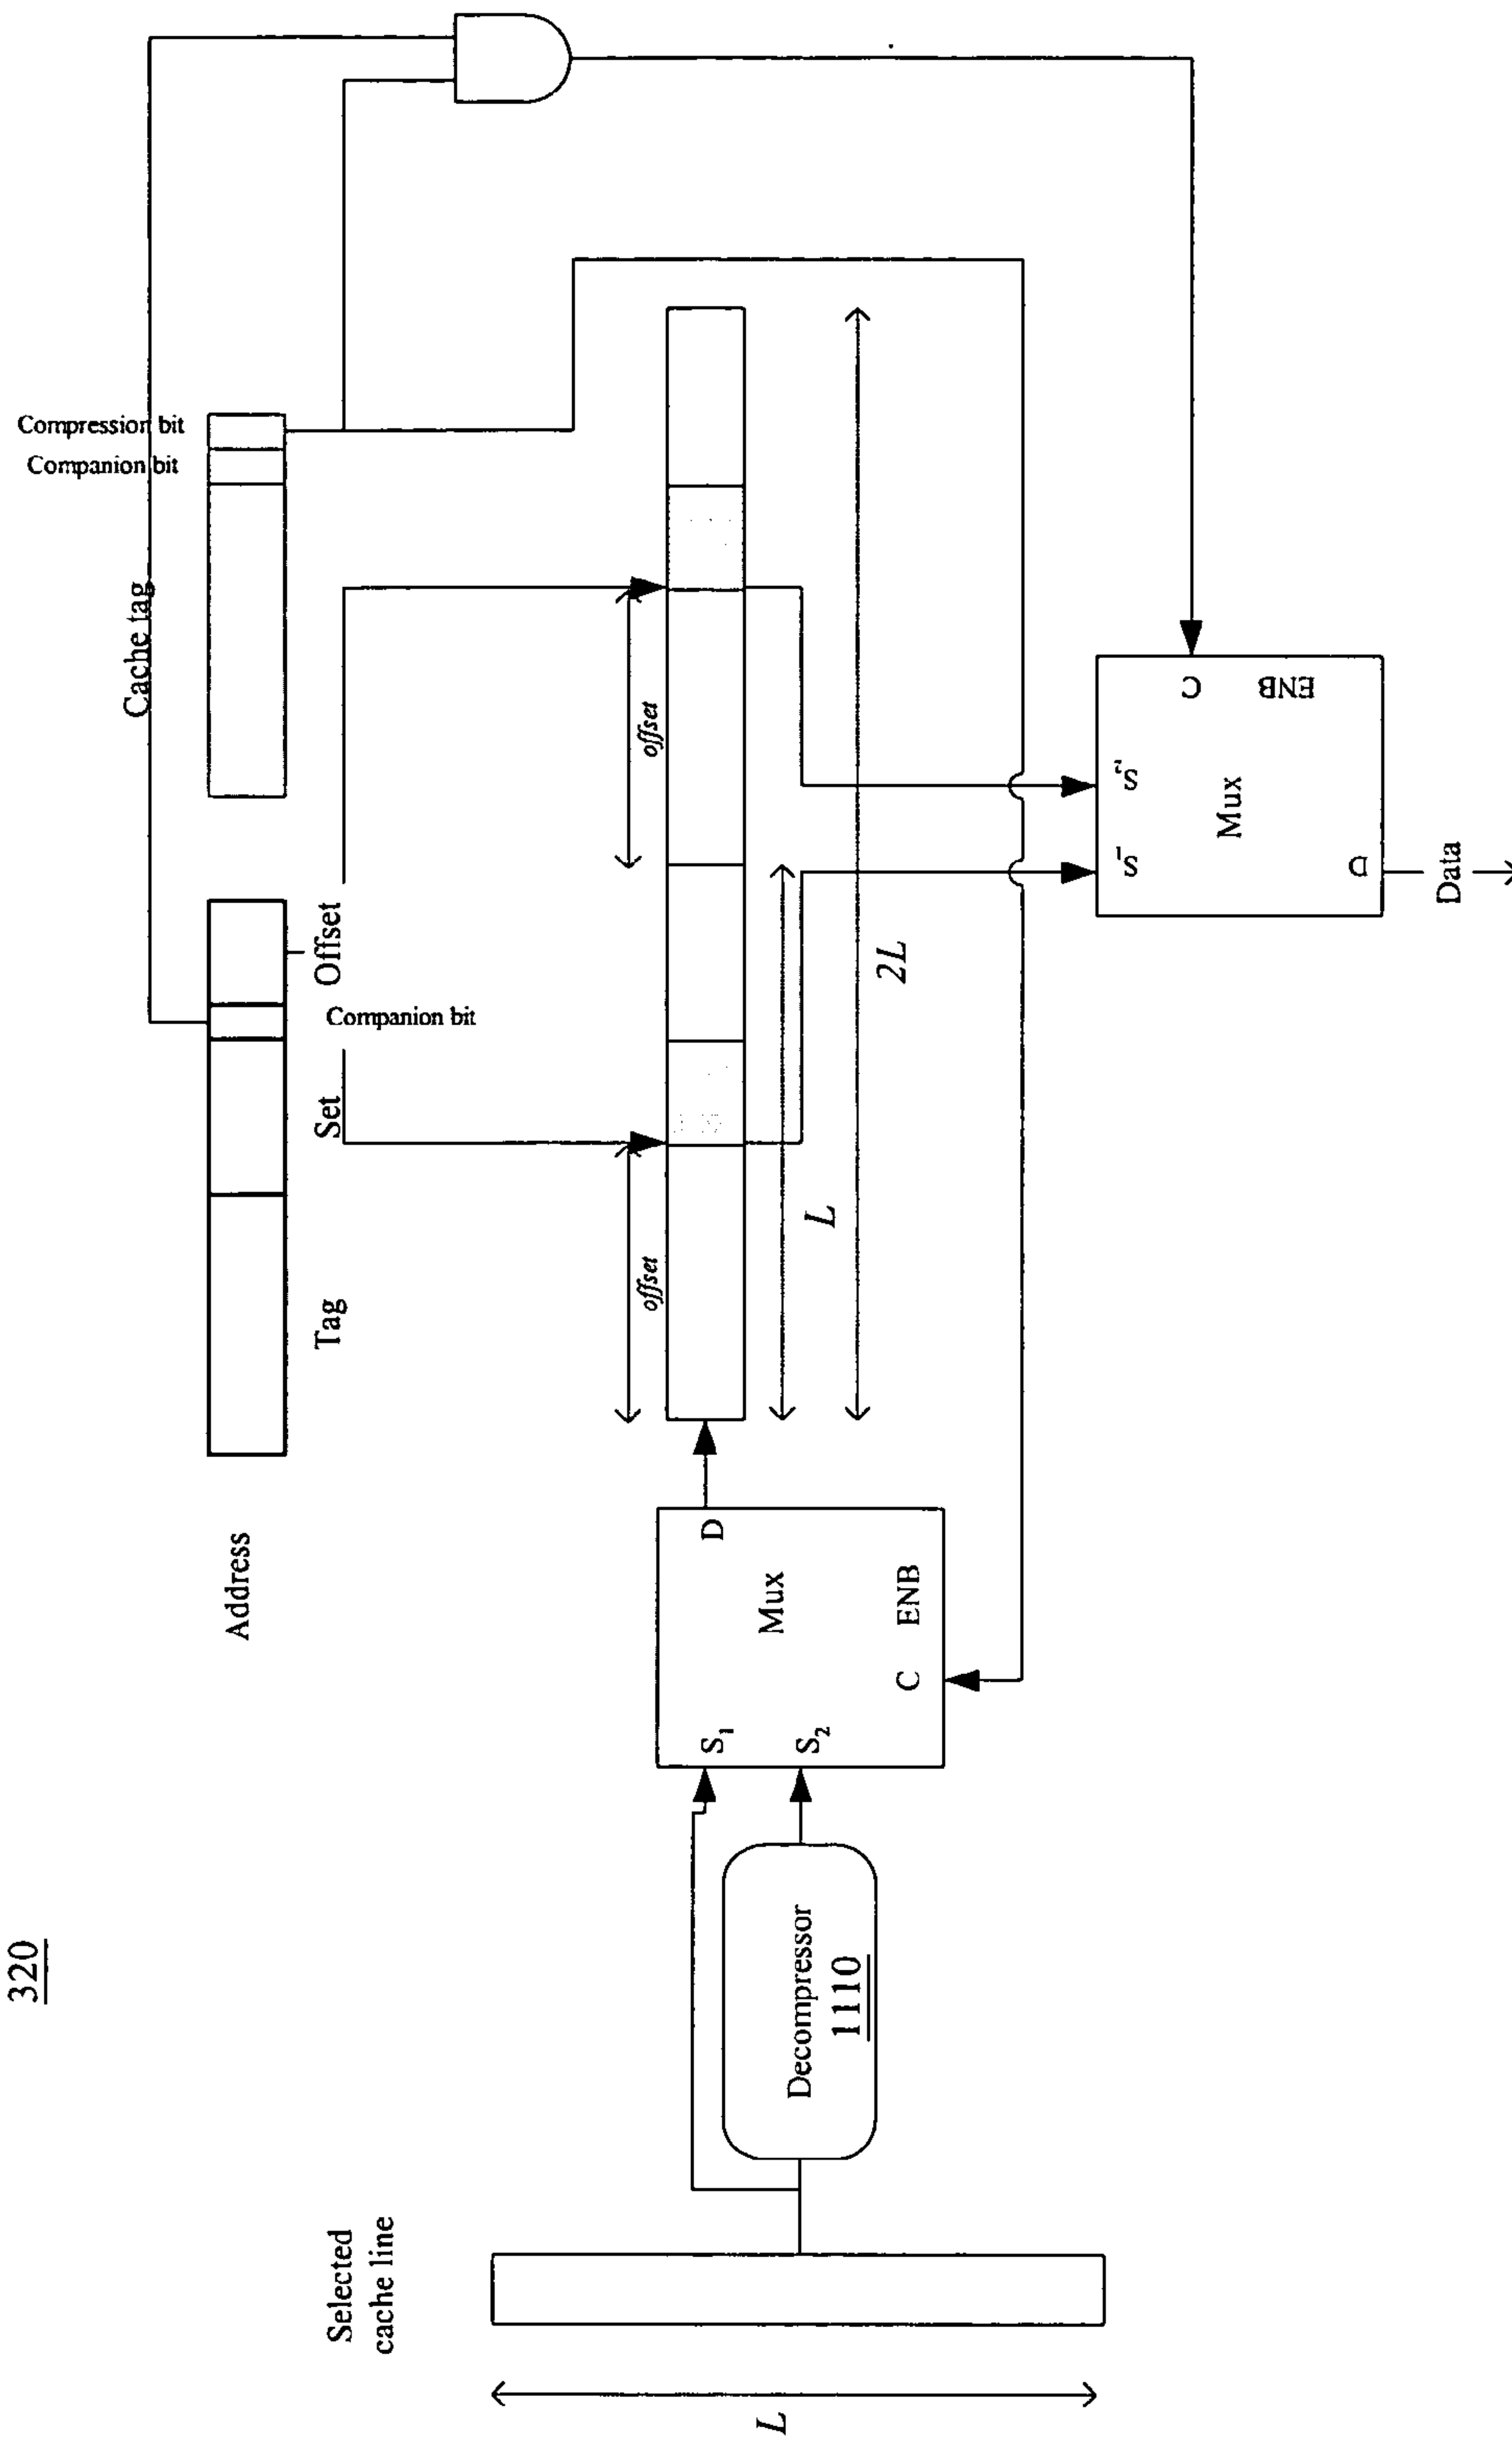 320
Address
Tag
Set
Companion bit
Offset
Cache tag
Companion bit
Compression bit
Selected
cache line
L
Decompressor
1110
S1
S2
D
Mux
C
ENB
offset
offset
L
2L
S1
S2
C
Mux
ENB
D
Data